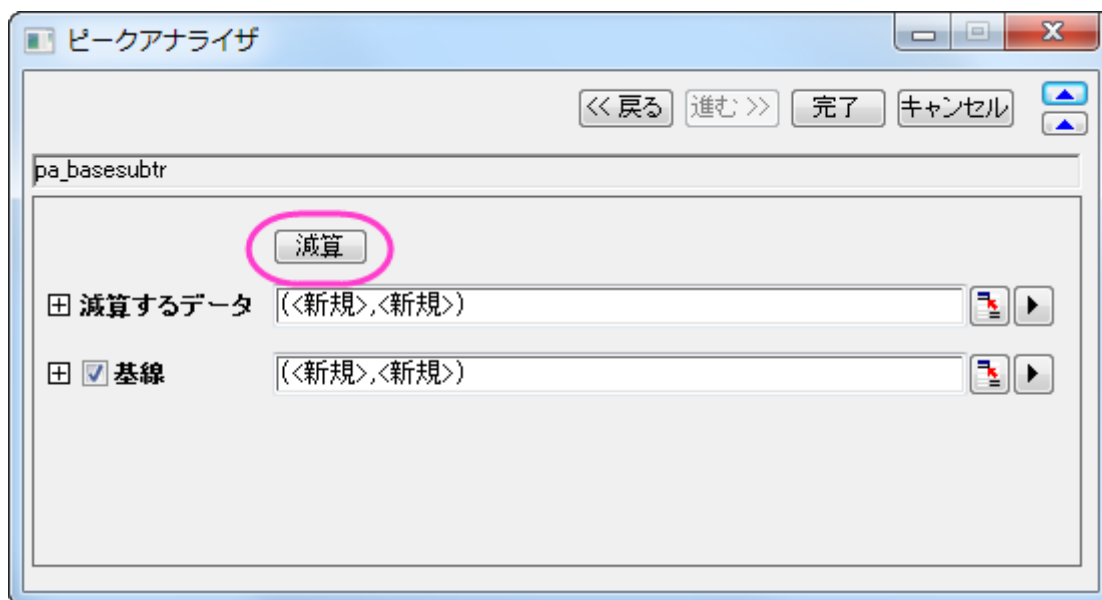 ピークアナライザ
<< 戻る 進む >> 完了 キャンセル
pa_basesubtr
減算
減算するデータ (<新規>,<新規>)
基線 (<新規>,<新規>)